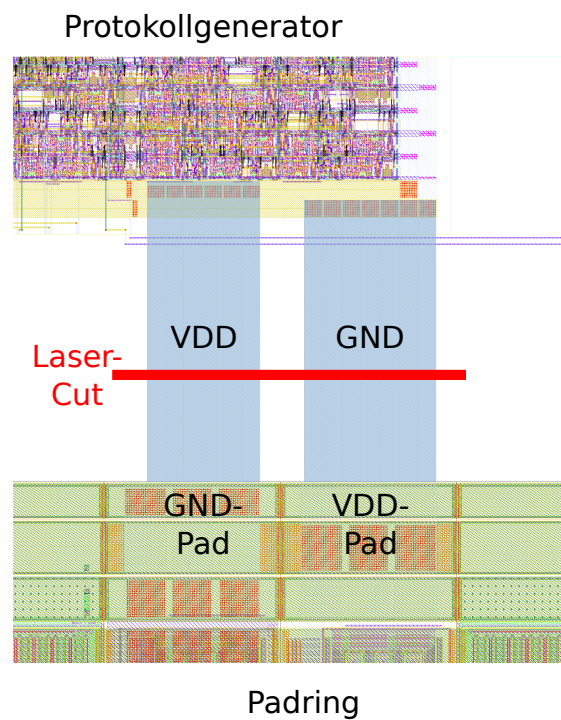 Protokollgenerator
VDD
GND
Laser-
Cut
GND-
Pad
VDD-
Pad
Padring